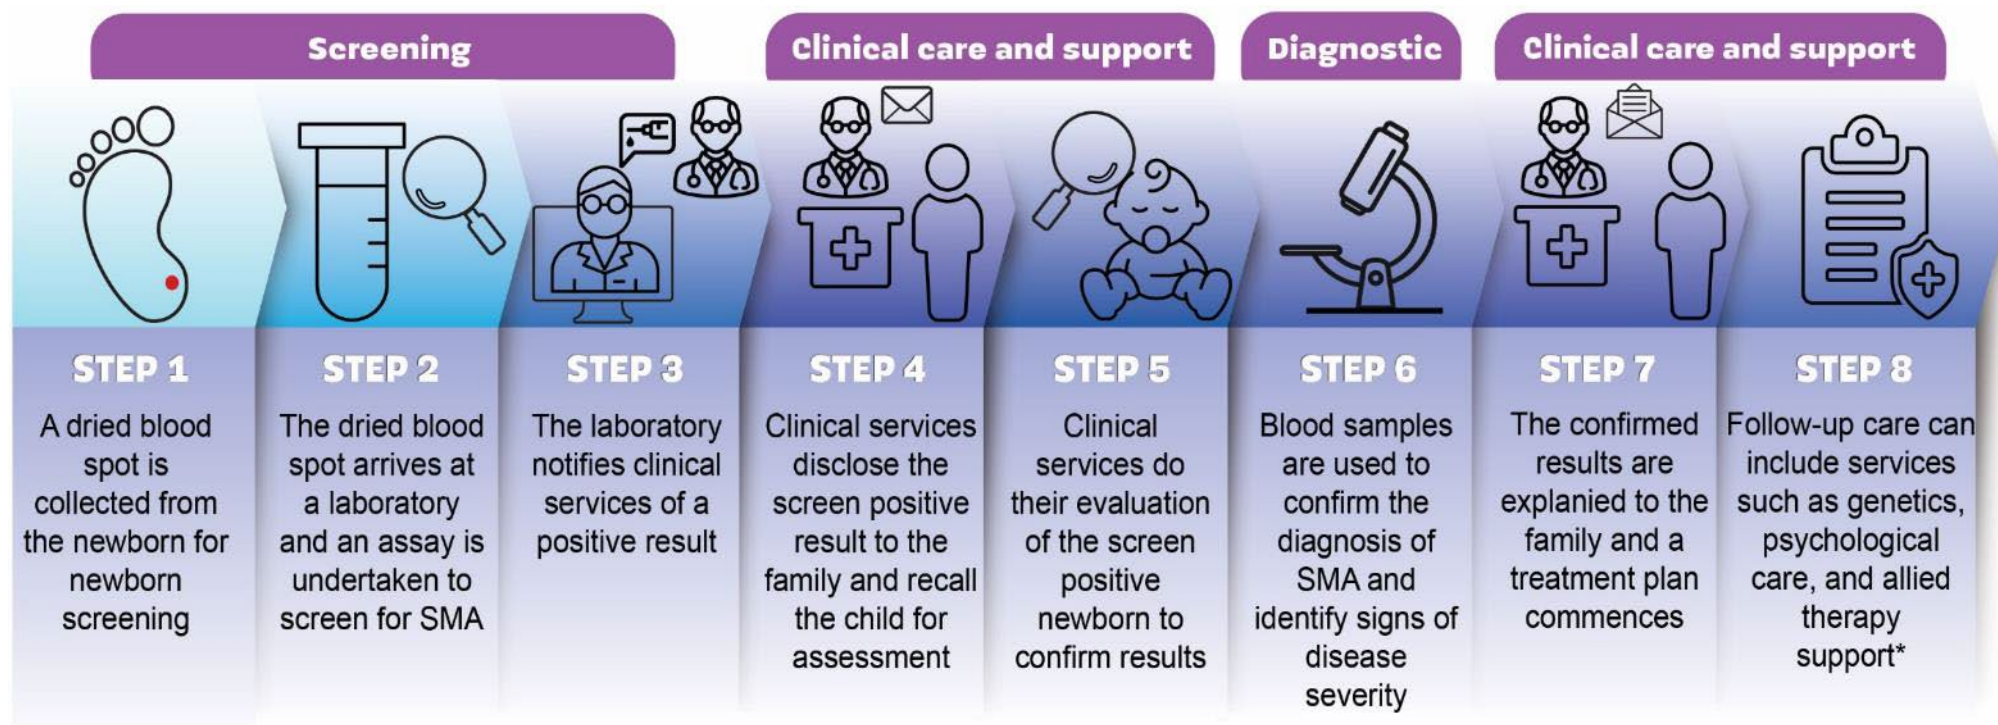 Screening
Clinical care and support
Diagnostic
Clinical care and support
STEP 1
A dried blood
spot is
collected from
the newborn for
newborn
screening
STEP 2
The dried blood
spot arrives at
a laboratory
and an assay is
undertaken to
screen for SMA
STEP 3
The laboratory
notifies clinical
services of a
positive result
STEP 4
Clinical services
disclose the
screen positive
result to the
family and recall
the child for
assessment
STEP 5
Clinical
services do
their evaluation
of the screen
positive
newborn to
confirm results
STEP 6
Blood samples
are used to
confirm the
diagnosis of
SMA and
identify signs of
disease
severity
STEP 7
The confirmed
results are
explanied to the
family and a
treatment plan
commences
STEP 8
Follow-up care can
include services
such as genetics,
psychological
care, and allied
therapy
support*